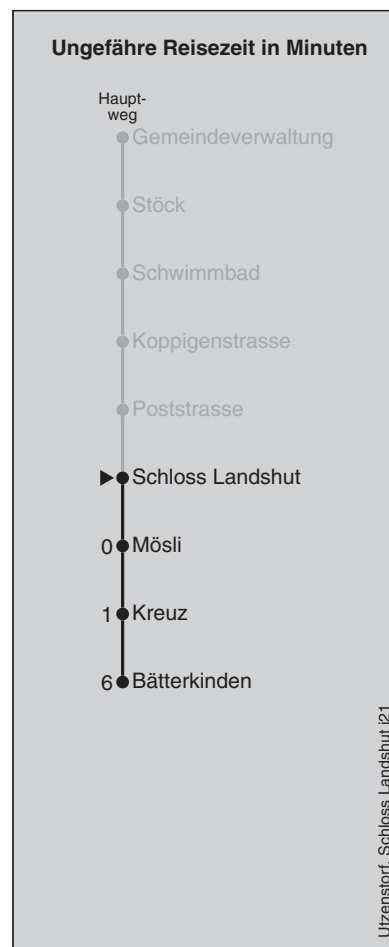 Ungefähre Reisezeit in Minuten
Haupt-
weg
Gemeindeverwaltung
Stöck
Schwimmbad
Koppigenstrasse
Poststrasse
Schloss Landshut
0 Mösli
1 Kreuz
6 Bätterkinden
Utzenstorf, Schloss Landshut j21